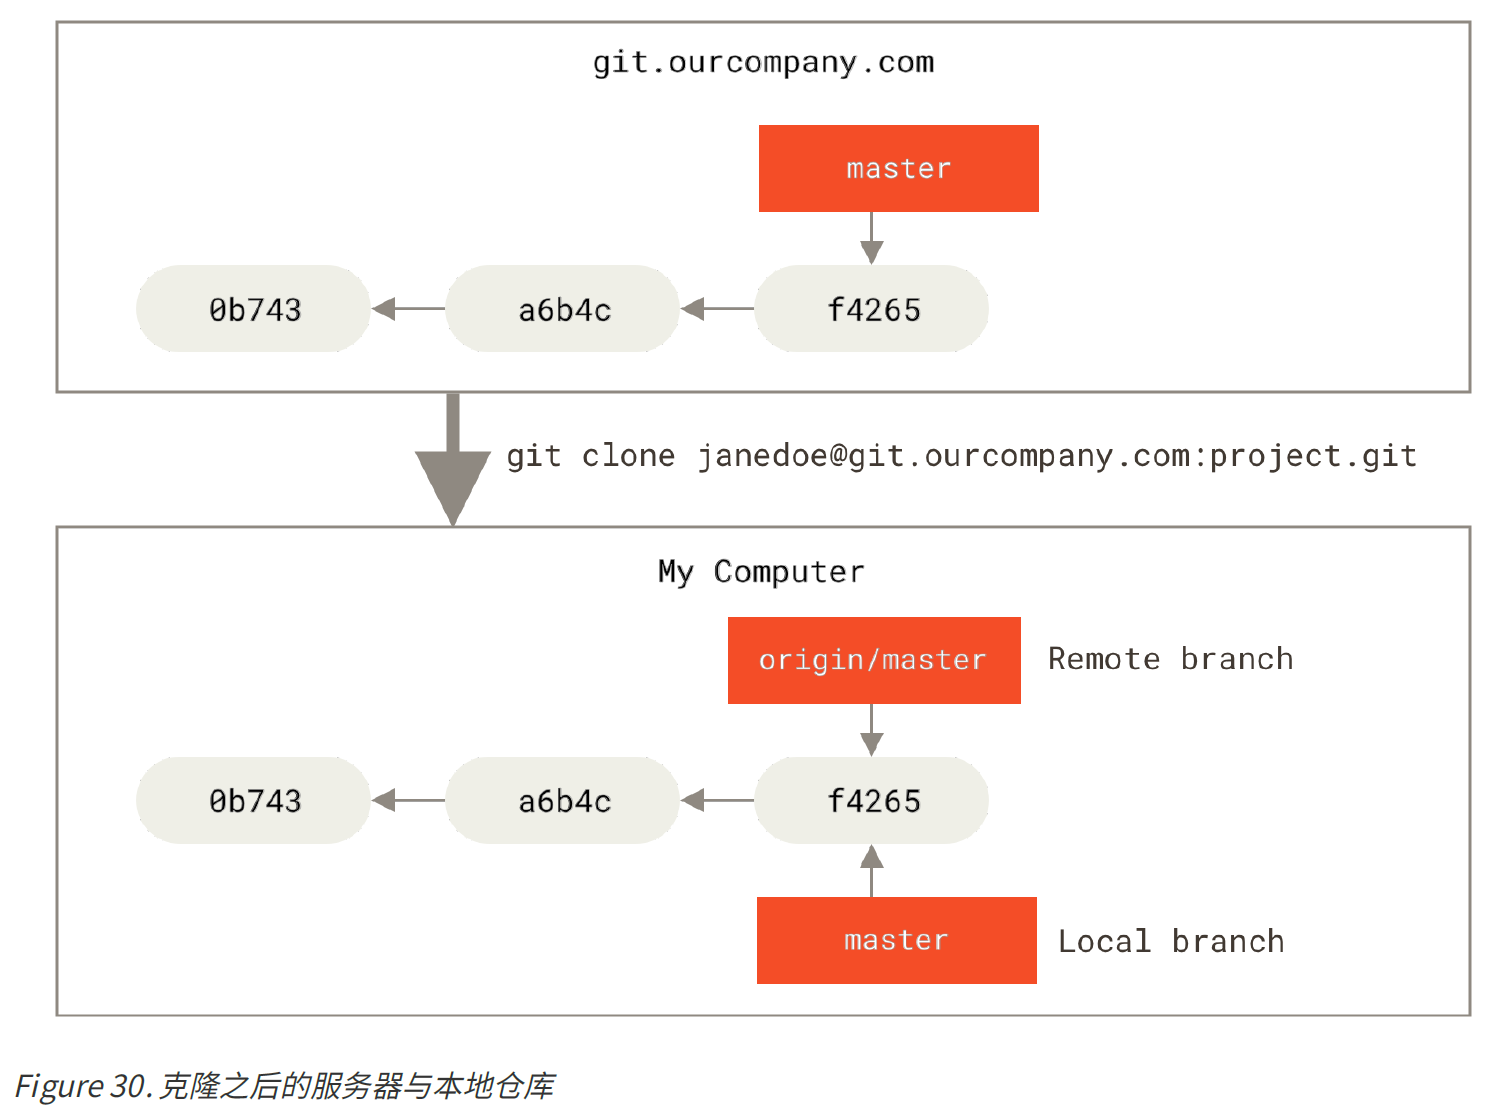 git.ourcompany.com
master
0b743
a6b4c
f4265
git clone janedoe@git.ourcompany.com:project.git
My Computer
origin/master
Remote branch
0b743
a6b4c
f4265
master
Local branch
Figure 30. 克隆之后的服务器与本地仓库